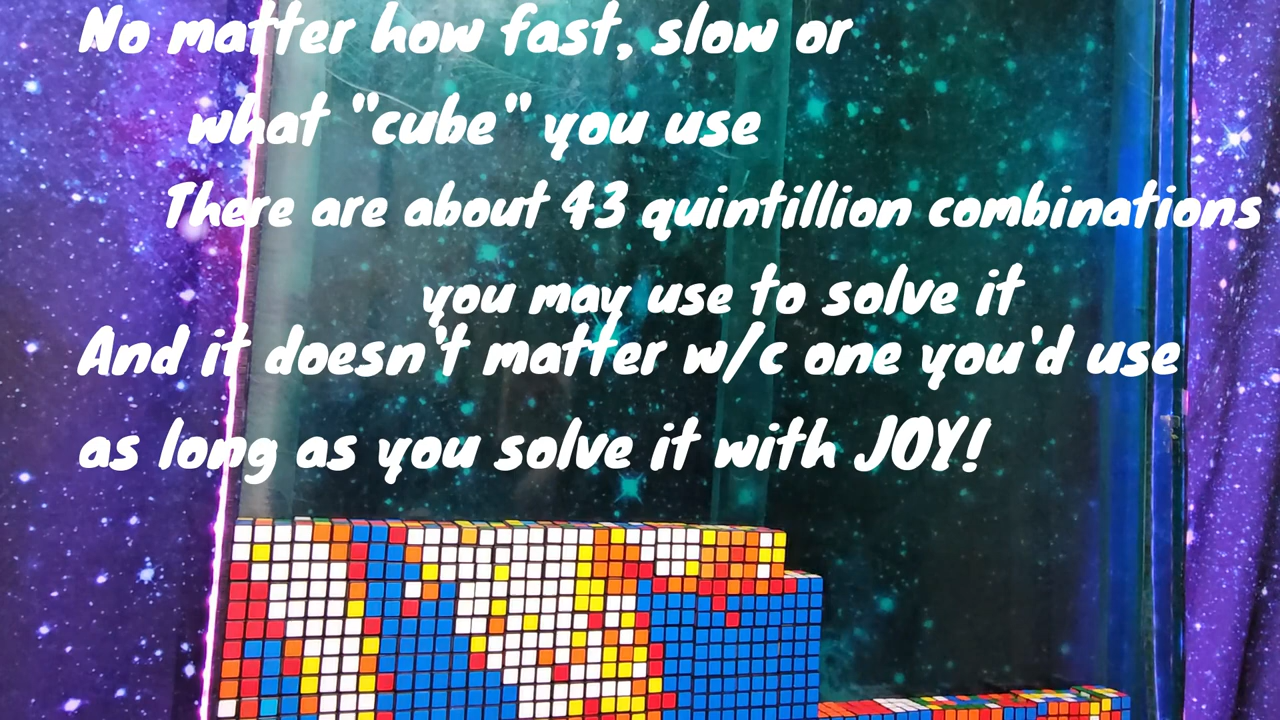 No matter how fast, slow or
what "cube" you use
There are about 43 quintillion combinations
you may use to solve it
And it doesn't matter w/c one you'd use
as long as you solve it with JOY!